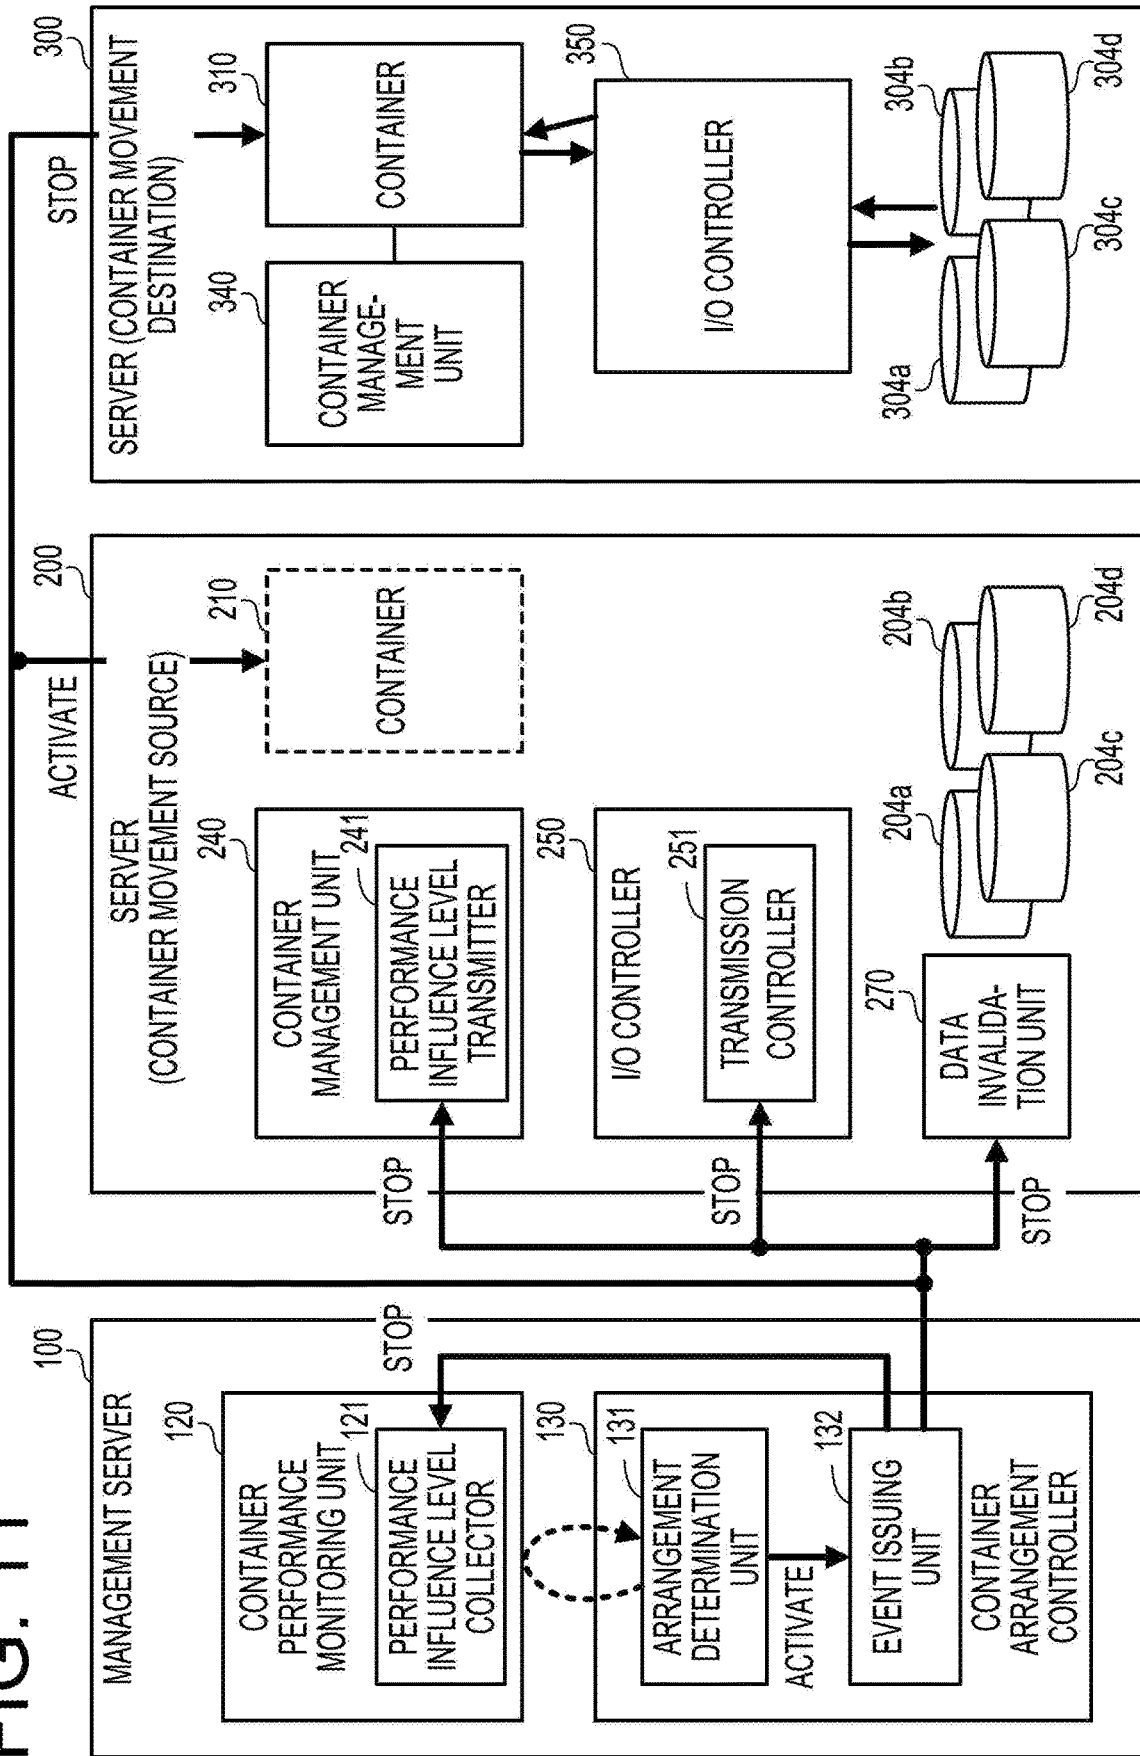 FIG. 11
100
MANAGEMENT SERVER
120
CONTAINER
PERFORMANCE
MONITORING UNIT
121
PERFORMANCE
INFLUENCE LEVEL
COLLECTOR
STOP
130
131
ARRANGEMENT
DETERMINATION
UNIT
ACTIVATE
132
EVENT ISSUING
UNIT
CONTAINER
ARRANGEMENT
CONTROLLER
200
SERVER
(CONTAINER MOVEMENT SOURCE)
ACTIVATE
210
CONTAINER
240
CONTAINER
MANAGEMENT UNIT
241
PERFORMANCE
INFLUENCE LEVEL
TRANSMITTER
STOP
250
I/O CONTROLLER
251
TRANSMISSION
CONTROLLER
STOP
270
DATA
INVALIDA-
TION UNIT
STOP
204a
204b
204c
204d
300
SERVER (CONTAINER MOVEMENT
DESTINATION)
STOP
310
CONTAINER
340
CONTAINER
MANAGE-
MENT
UNIT
350
I/O CONTROLLER
304a
304b
304c
304d